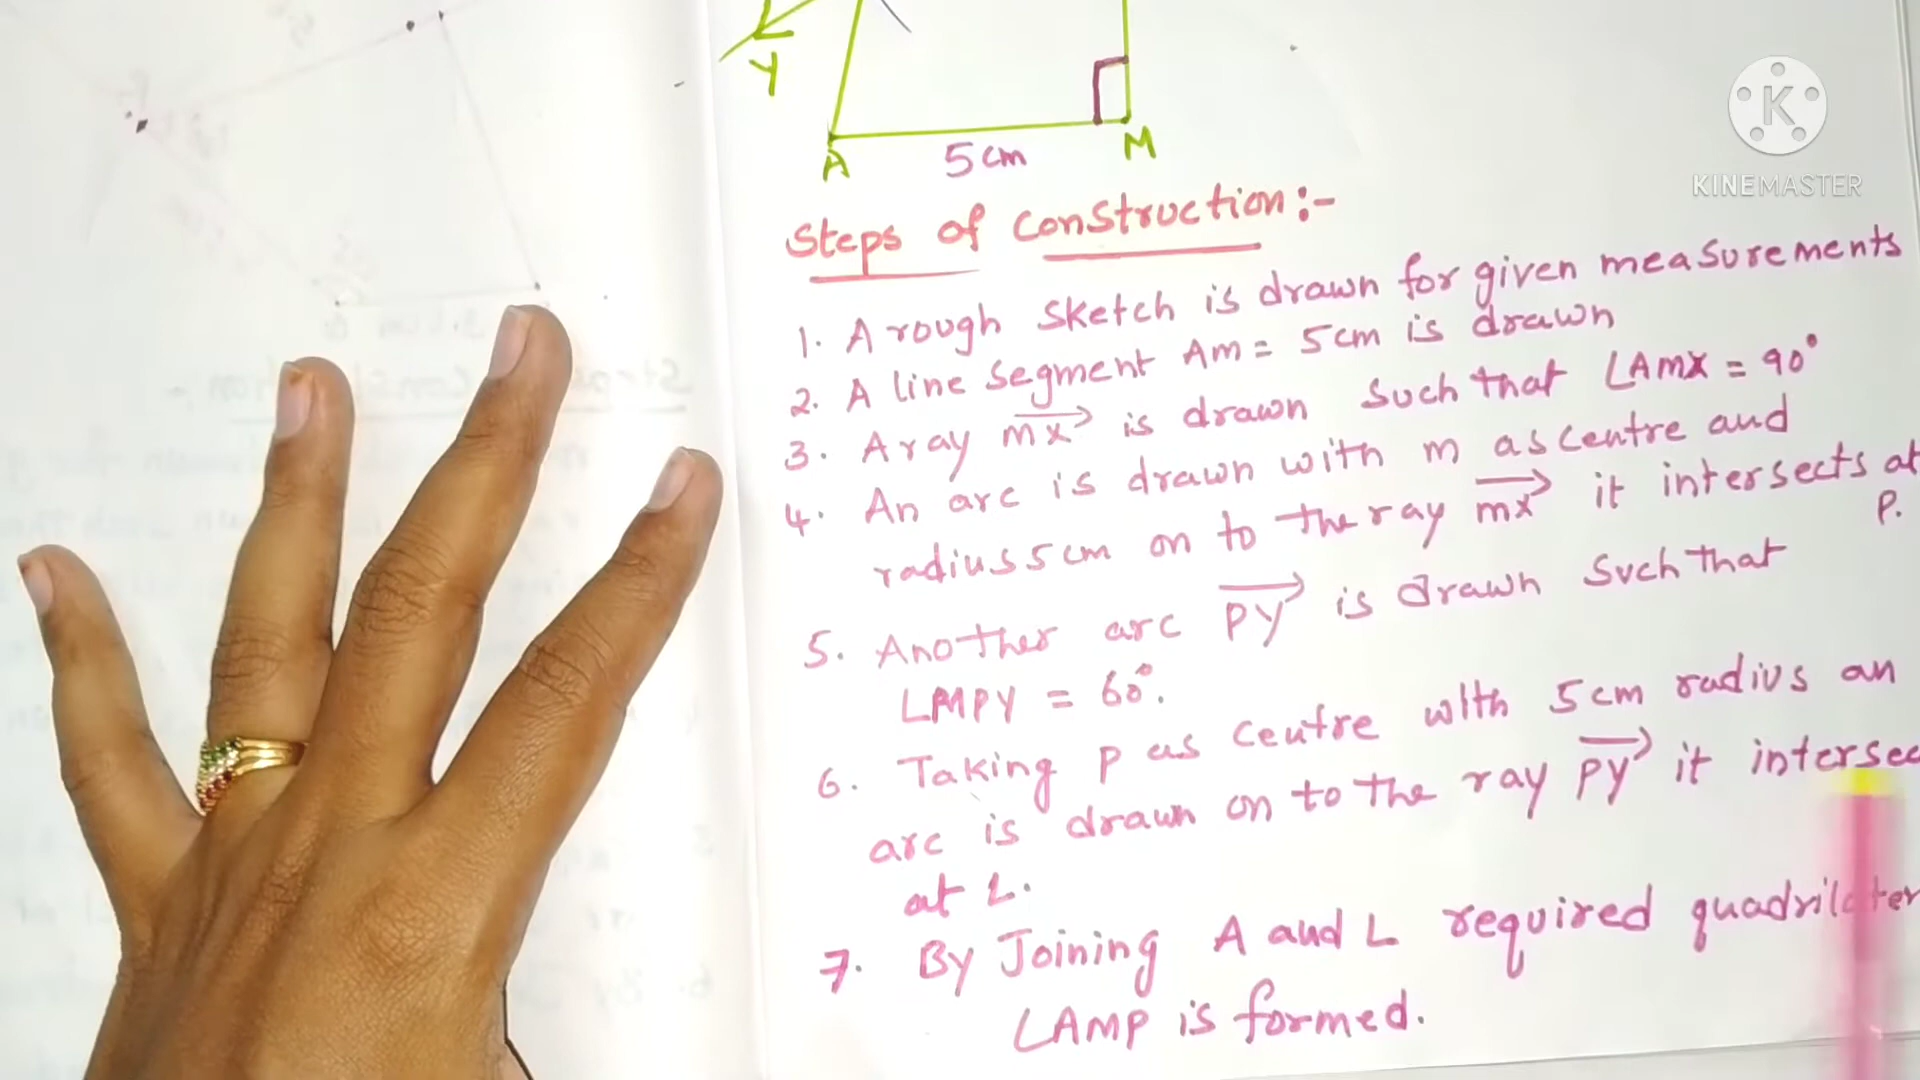 Y
A
5 cm
M
K
KINEMASTER
Steps of Construction:-
1. A rough sketch is drawn for given measurements
2. A line segment Am = 5cm is drawn
3. A ray mx is drawn such that ∠AMX = 90°
4. An arc is drawn with m as centre and
radius 5 cm on to the ray mx it intersects at
P.
5. Another arc PY is drawn such that
∠MPY = 60°.
6. Taking P as centre with 5cm radius an
arc is drawn on to the ray PY it intersec
at L.
7. By Joining A and L required quadrilater
LAMP is formed.